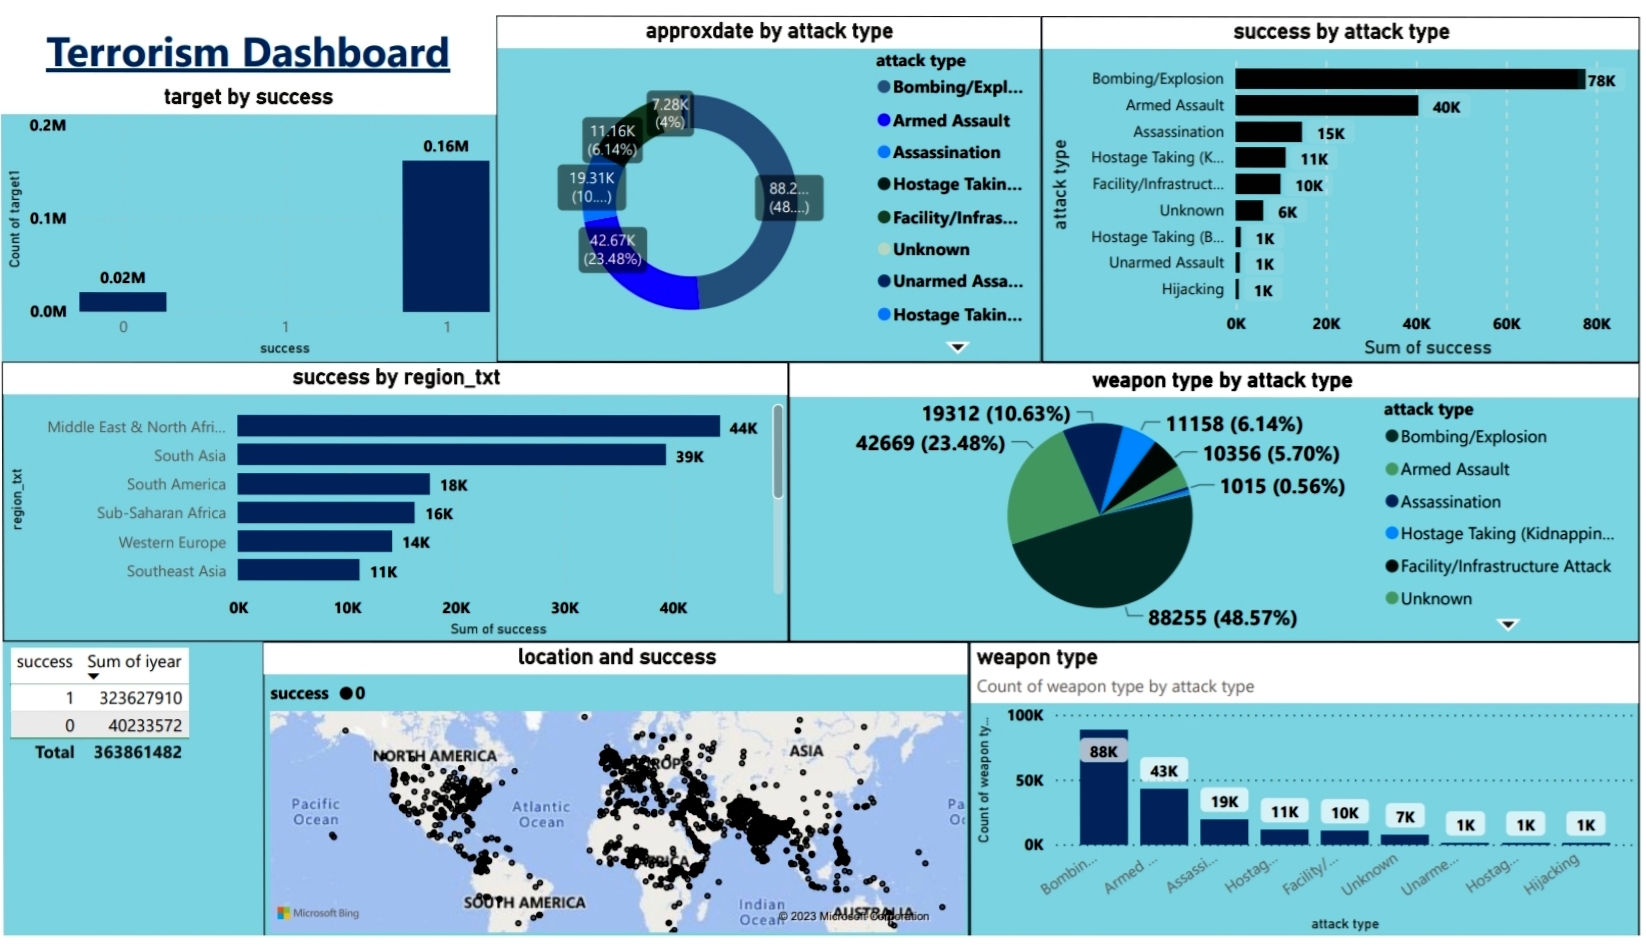 Terrorism Dashboard
target by success
0.2M
0.16M
0.1M
0.02M
0.0M
0 1 1
Count of target1
success
approxdate by attack type
7.28K
(4%)
11.16K
(6.14%)
19.31K
(10....)
42.67K
(23.48%)
88.2...
(48....)
attack type
Bombing/Expl...
Armed Assault
Assassination
Hostage Takin...
Facility/Infras...
Unknown
Unarmed Assa...
Hostage Takin...
success by attack type
attack type
Bombing/Explosion 78K
Armed Assault 40K
Assassination 15K
Hostage Taking (K... 11K
Facility/Infrastruct... 10K
Unknown 6K
Hostage Taking (B... 1K
Unarmed Assault 1K
Hijacking 1K
0K 20K 40K 60K 80K
Sum of success
success by region_txt
region_txt
Middle East & North Afri... 44K
South Asia 39K
South America 18K
Sub-Saharan Africa 16K
Western Europe 14K
Southeast Asia 11K
0K 10K 20K 30K 40K
Sum of success
weapon type by attack type
19312 (10.63%)
42669 (23.48%)
11158 (6.14%)
10356 (5.70%)
1015 (0.56%)
88255 (48.57%)
attack type
Bombing/Explosion
Armed Assault
Assassination
Hostage Taking (Kidnappin...
Facility/Infrastructure Attack
Unknown
success Sum of iyear
1 323627910
0 40233572
Total 363861482
location and success
success 0
NORTH AMERICA
ASIA
Pacific
Ocean
Atlantic
Ocean
AFRICA
SOUTH AMERICA
Indian
Ocean
AUSTRALIA
Microsoft Bing
© 2023 Microsoft Corporation
weapon type
Count of weapon type by attack type
Count of weapon ty...
100K
50K
0K
88K 43K 19K 11K 10K 7K 1K 1K 1K
Bombin... Armed ... Assassi... Hostag... Facility/... Unknown Unarme... Hostag... Hijacking
attack type